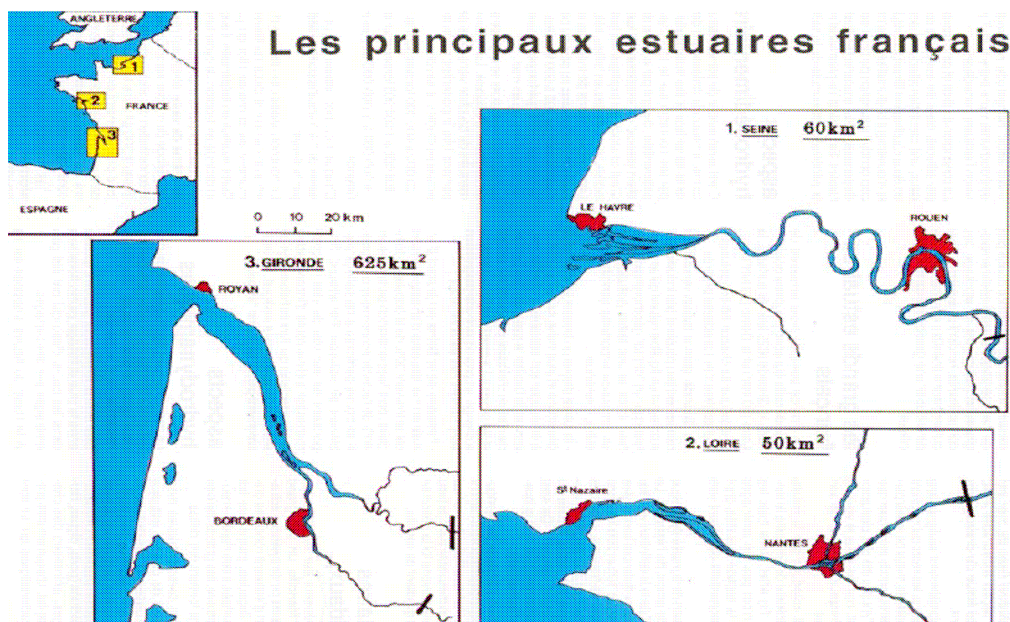 Les principaux estuaires français
ANGLETERRE
1
2
FRANCE
3
ESPAGNE
0 10 20 km
1. SEINE 60km²
LE HAVRE
ROUEN
3. GIRONDE 625km²
ROYAN
BORDEAUX
2. LOIRE 50km²
St Nazaire
NANTES